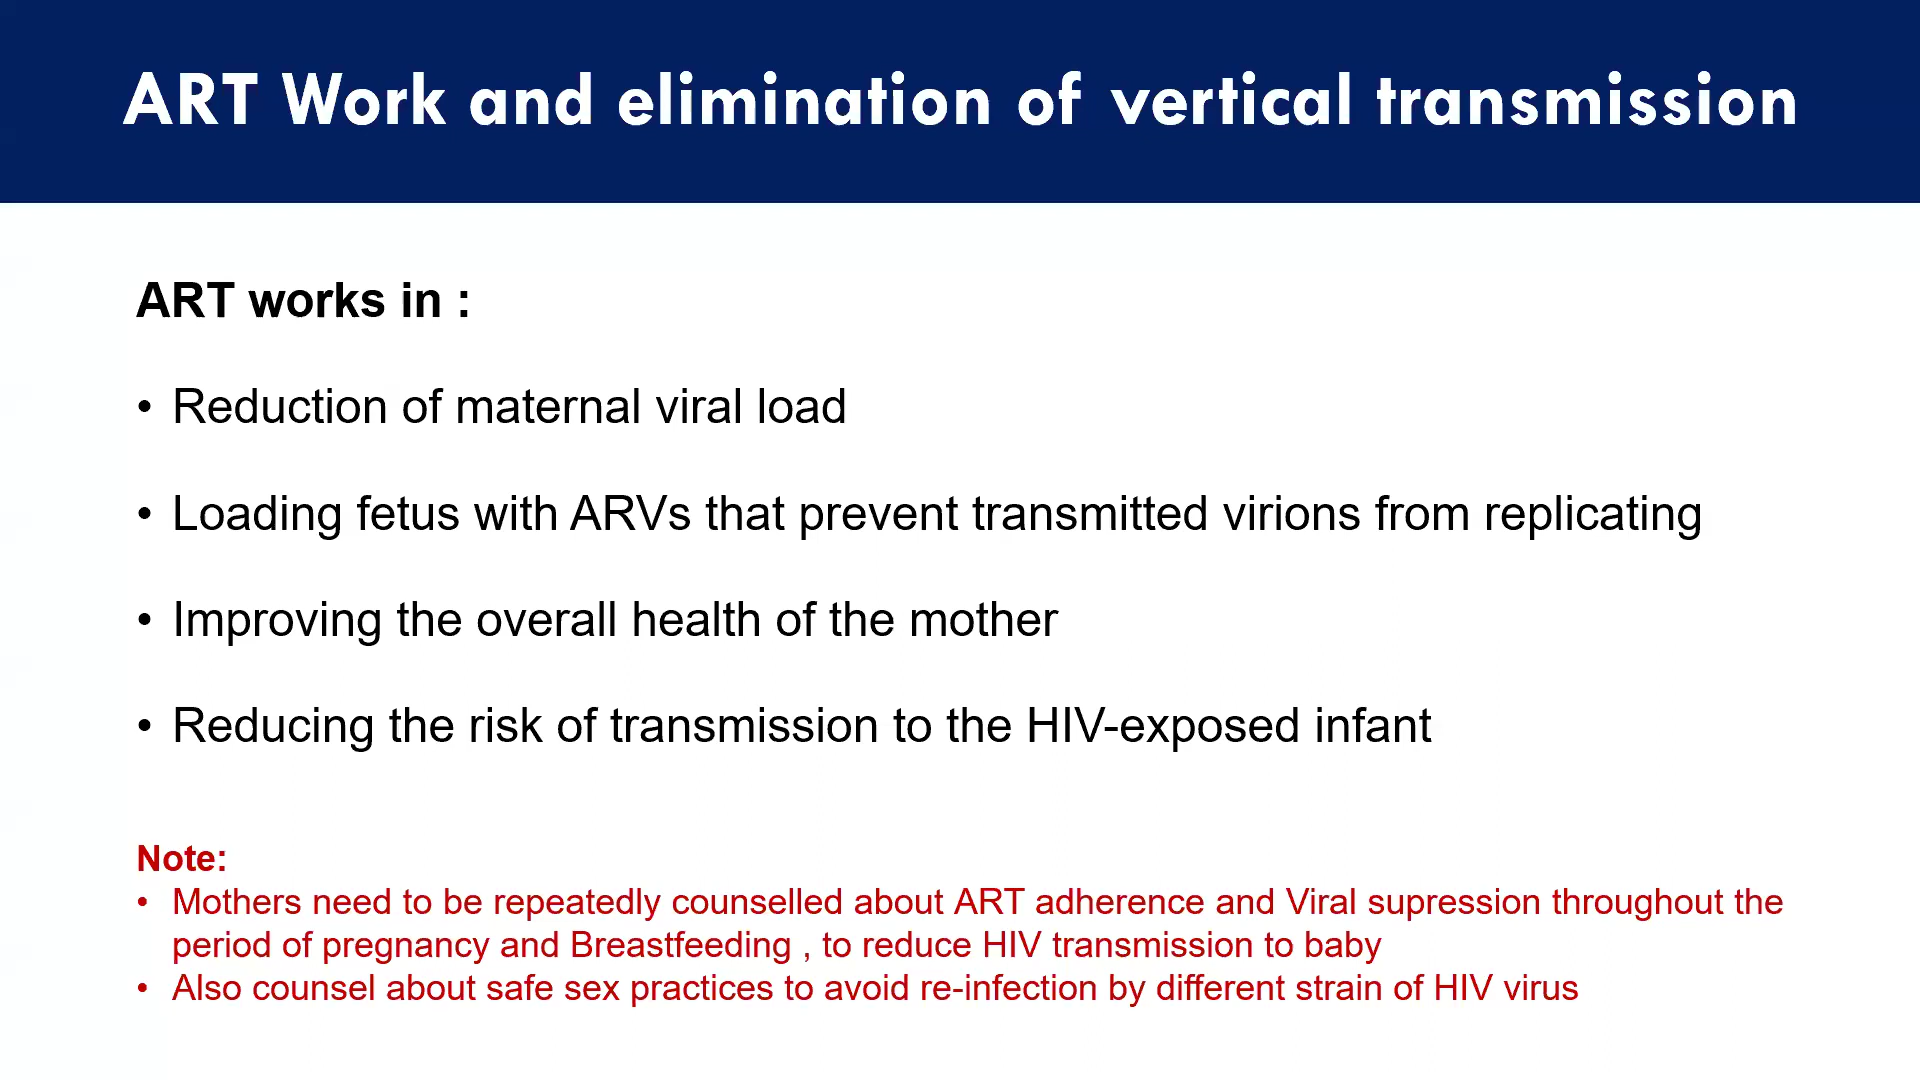 ART Work and elimination of vertical transmission
ART works in :
• Reduction of maternal viral load
• Loading fetus with ARVs that prevent transmitted virions from replicating
• Improving the overall health of the mother
• Reducing the risk of transmission to the HIV-exposed infant
Note:
• Mothers need to be repeatedly counselled about ART adherence and Viral supression throughout the
period of pregnancy and Breastfeeding , to reduce HIV transmission to baby
• Also counsel about safe sex practices to avoid re-infection by different strain of HIV virus